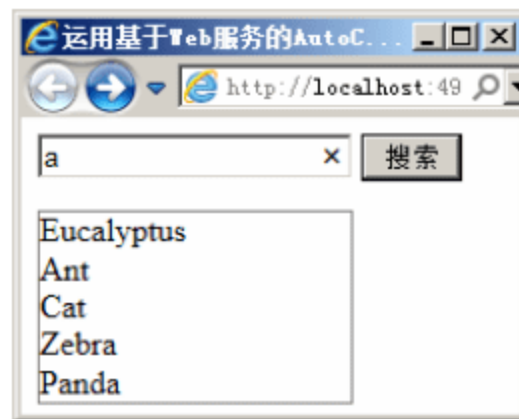 运用基于Web服务的AutoC...
http://localhost:49
a
搜索
Eucalyptus
Ant
Cat
Zebra
Panda